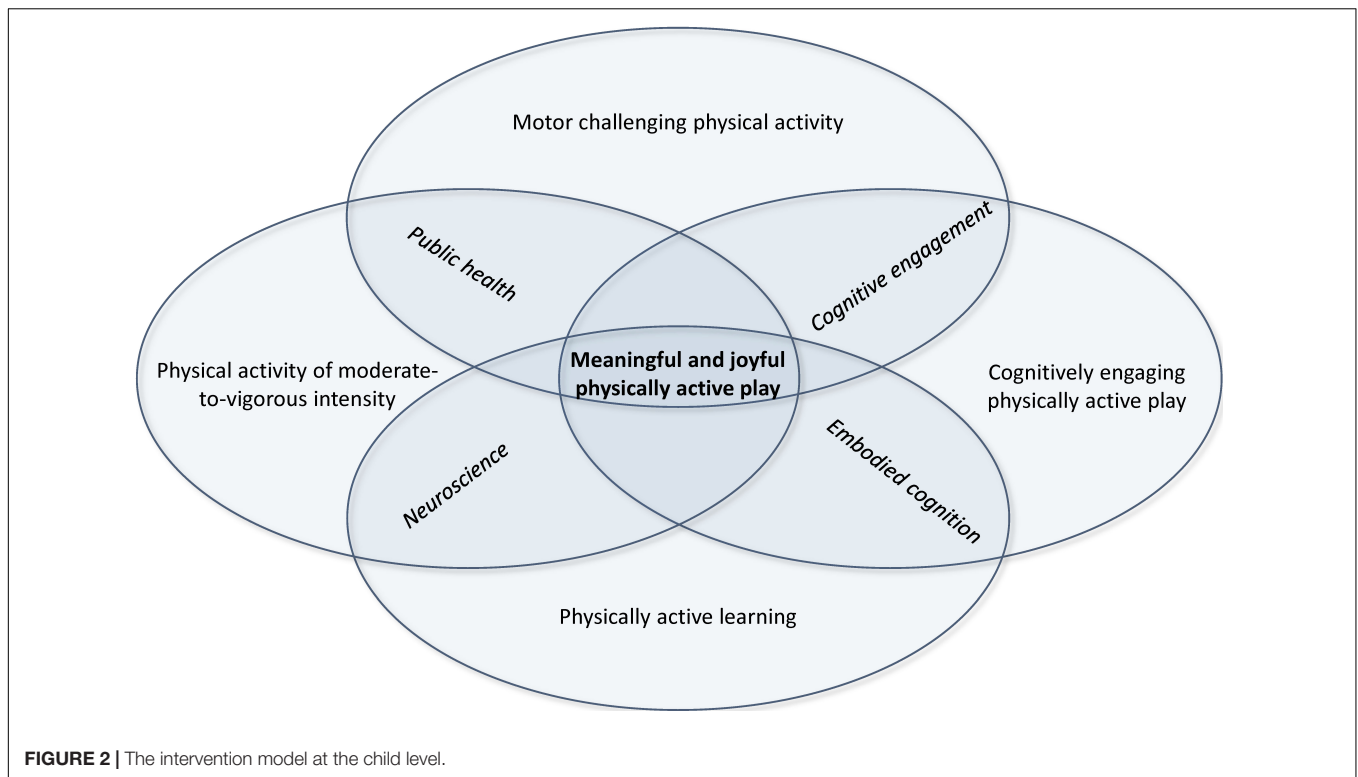 Motor challenging physical activity
Public health
Cognitive engagement
Physical activity of moderate-
to-vigorous intensity
Meaningful and joyful
physically active play
Cognitively engaging
physically active play
Neuroscience
Embodied cognition
Physically active learning
FIGURE 2 | The intervention model at the child level.